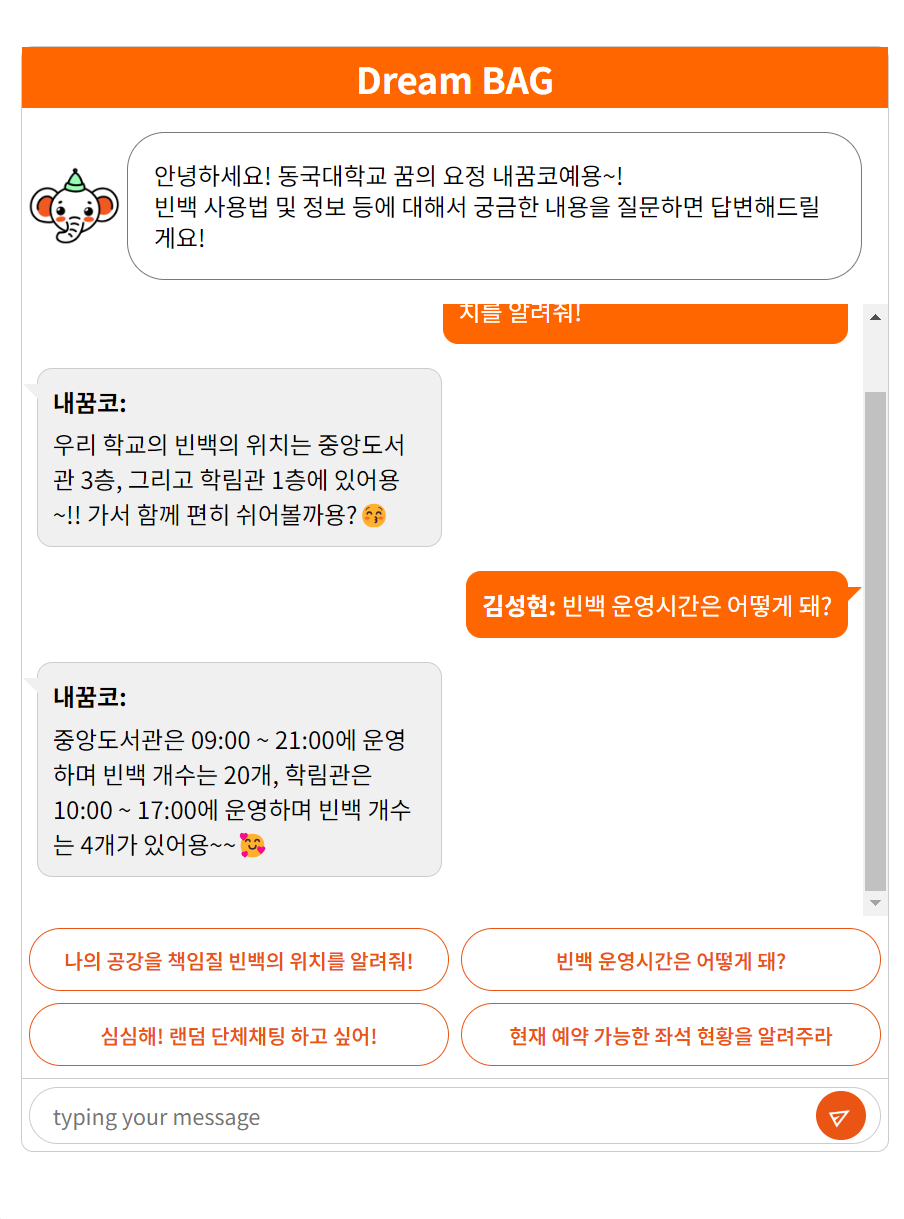 Dream BAG
안녕하세요! 동국대학교 꿈의 요정 내꿈코예용~!
빈백 사용법 및 정보 등에 대해서 궁금한 내용을 질문하면 답변해드릴
게요!
치를 알려줘!
내꿈코:
우리 학교의 빈백의 위치는 중앙도서
관 3층, 그리고 학림관 1층에 있어용
~!! 가서 함께 편히 쉬어볼까용?😚
김성현: 빈백 운영시간은 어떻게 돼?
내꿈코:
중앙도서관은 09:00 ~ 21:00에 운영
하며 빈백 개수는 20개, 학림관은
10:00 ~ 17:00에 운영하며 빈백 개수
는 4개가 있어용~~🥰
나의 공강을 책임질 빈백의 위치를 알려줘!
빈백 운영시간은 어떻게 돼?
심심해! 랜덤 단체채팅 하고 싶어!
현재 예약 가능한 좌석 현황을 알려주라
typing your message